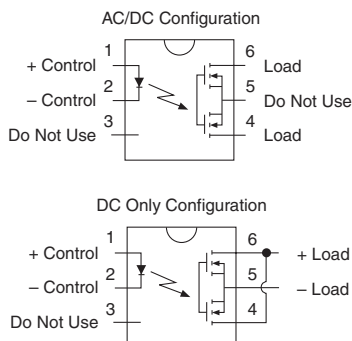 AC/DC Configuration
1 6
+ Control Load
2 5
– Control Do Not Use
3 4
Do Not Use Load
DC Only Configuration
1 6
+ Control + Load
2 5
– Control – Load
3 4
Do Not Use